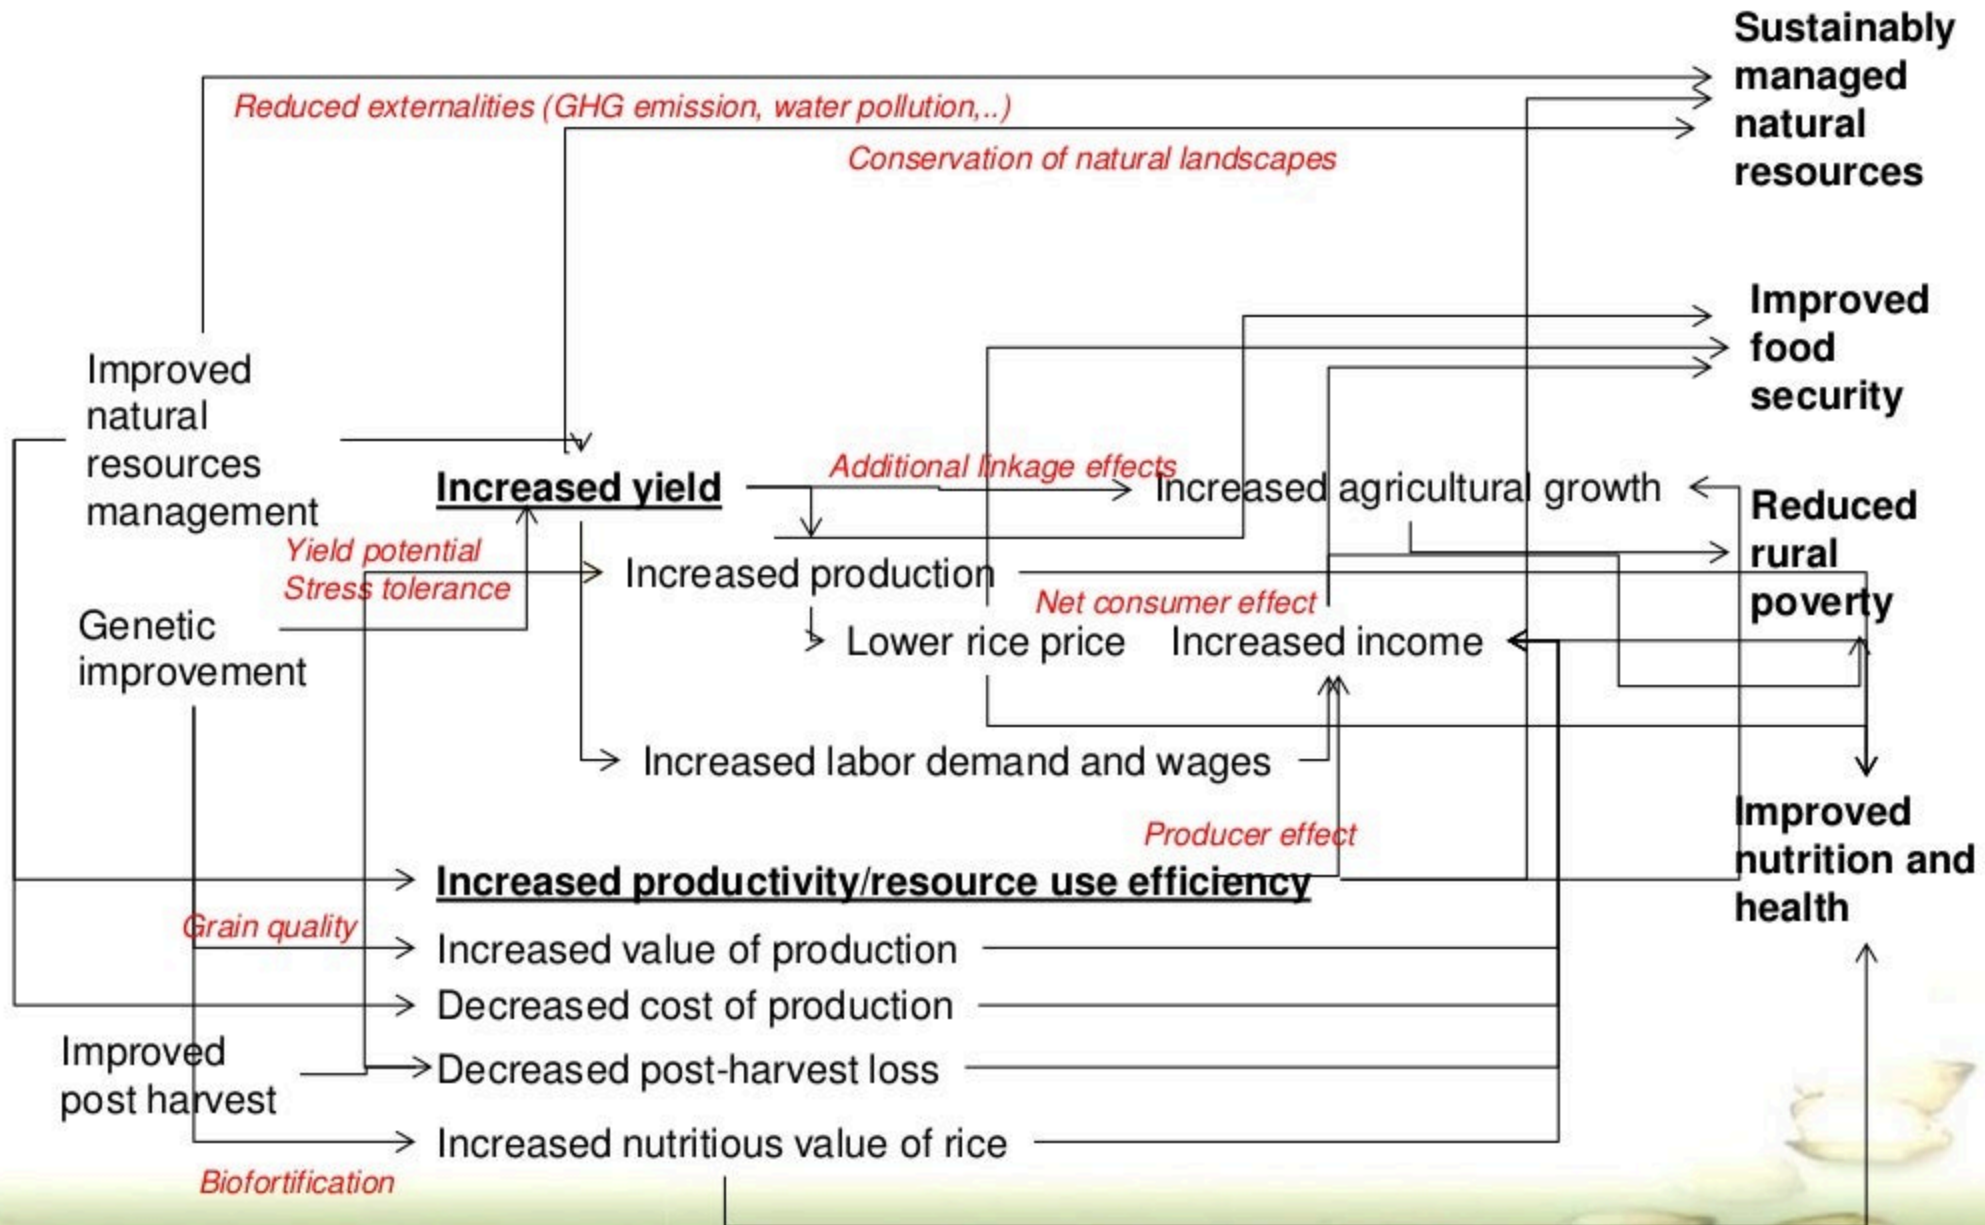 Sustainably
managed
natural
resources
Reduced externalities (GHG emission, water pollution,..)
Conservation of natural landscapes
Improved
food
security
Improved
natural
resources
management
Increased yield
Additional linkage effects
Increased agricultural growth
Reduced
rural
poverty
Yield potential
Stress tolerance
Increased production
Net consumer effect
Genetic
improvement
Lower rice price
Increased income
Increased labor demand and wages
Producer effect
Improved
nutrition and
health
Increased productivity/resource use efficiency
Grain quality
Increased value of production
Decreased cost of production
Improved
post harvest
Decreased post-harvest loss
Increased nutritious value of rice
Biofortification